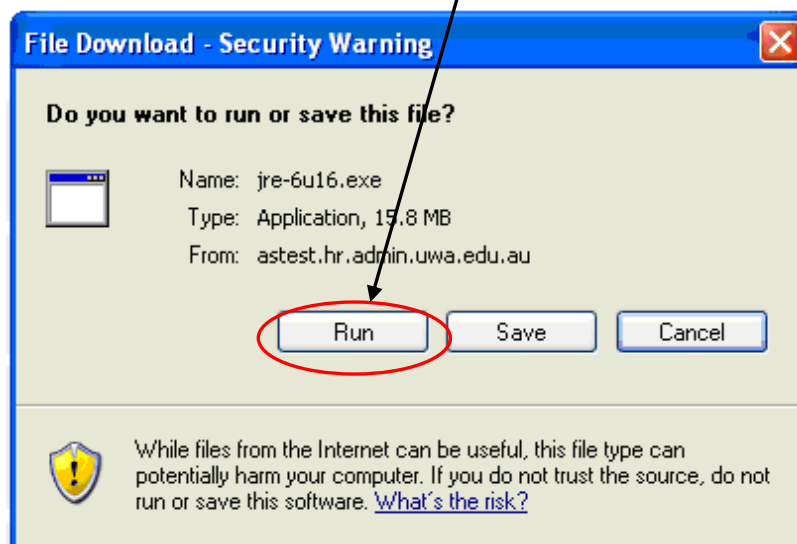 File Download - Security Warning
Do you want to run or save this file?
Name: jre-6u16.exe
Type: Application, 15.8 MB
From: astest.hr.admin.uwa.edu.au
Run Save Cancel
While files from the Internet can be useful, this file type can
potentially harm your computer. If you do not trust the source, do not
run or save this software. What's the risk?